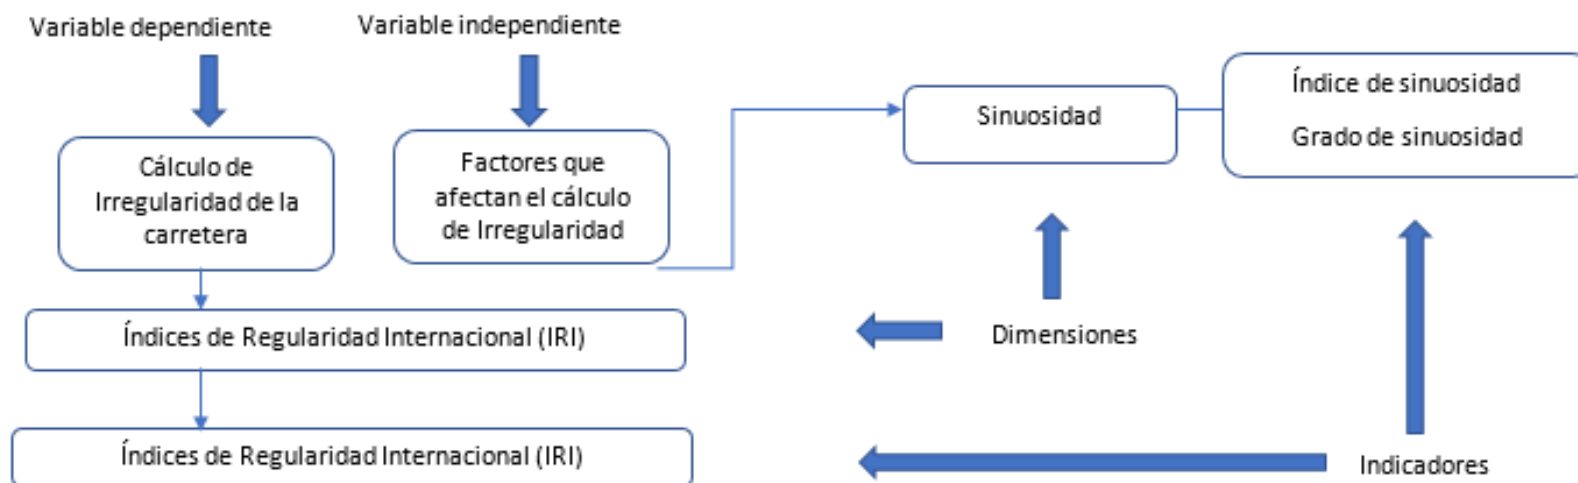 Variable dependiente
Variable independiente
Cálculo de
Irregularidad de la
carretera
Factores que
afectan el cálculo
de Irregularidad
Sinuosidad
Índice de sinuosidad
Grado de sinuosidad
Índices de Regularidad Internacional (IRI)
Dimensiones
Índices de Regularidad Internacional (IRI)
Indicadores